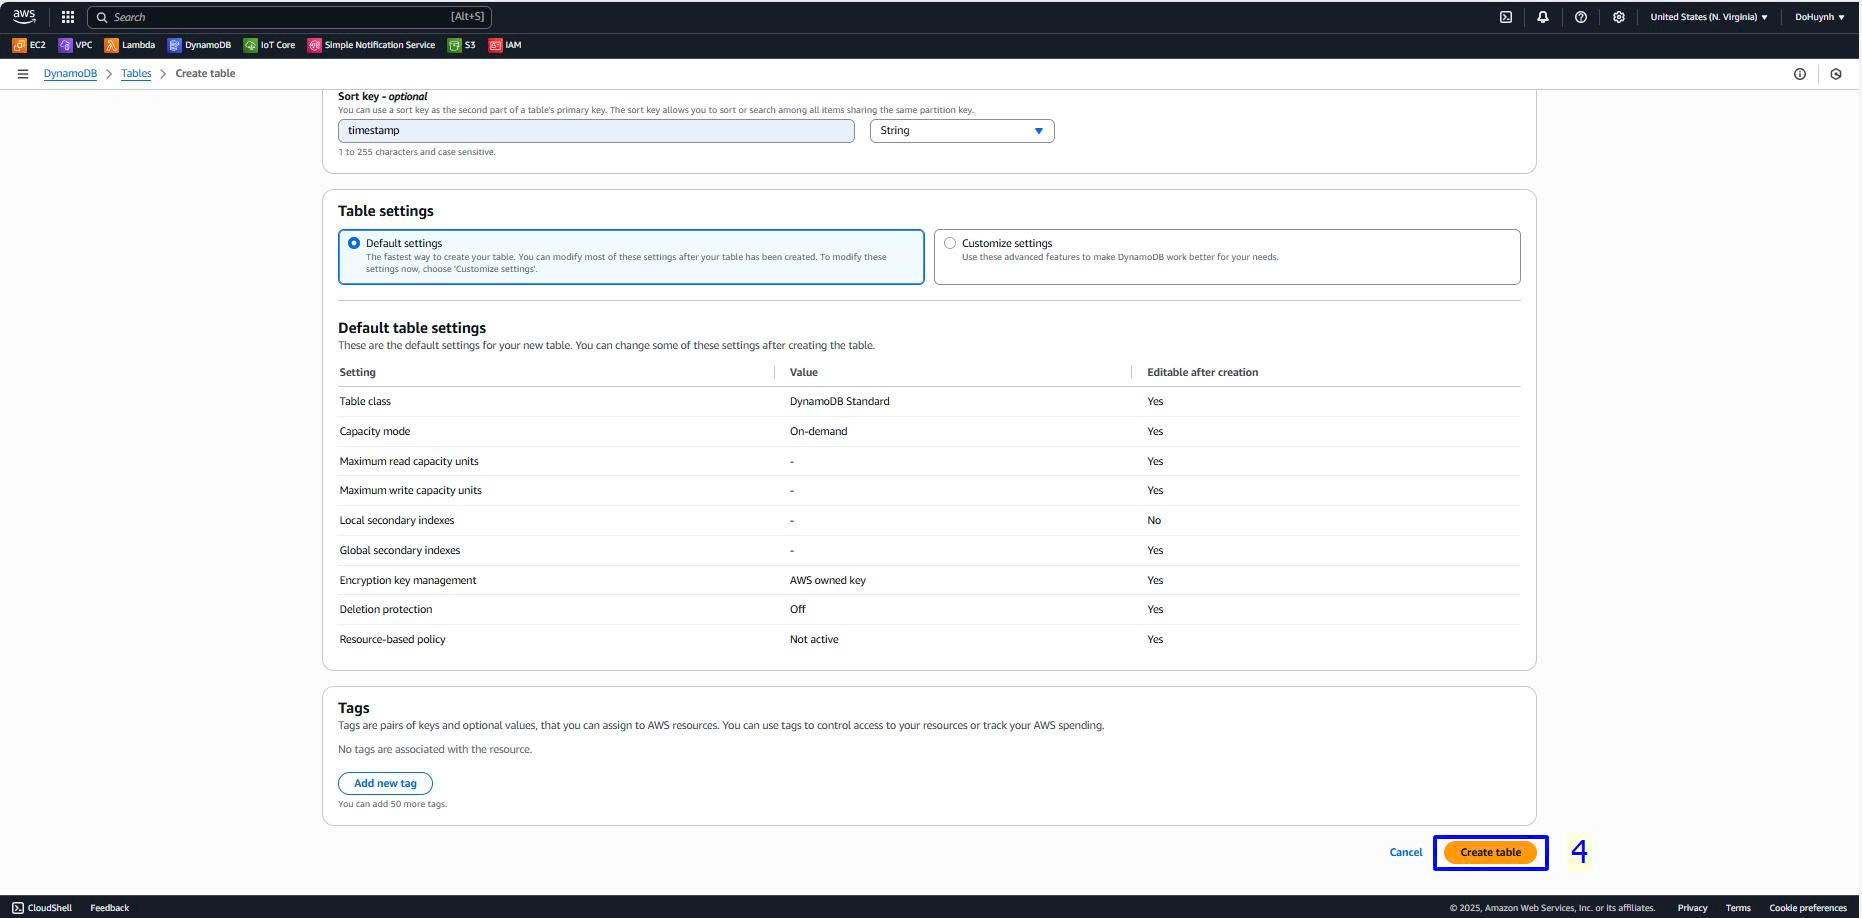 aws
Search [Alt+S]
United States (N. Virginia)
DoHuynh
EC2 VPC Lambda DynamoDB IoT Core Simple Notification Service S3 IAM
DynamoDB > Tables > Create table
Sort key - optional
You can use a sort key as the second part of a table's primary key. The sort key allows you to sort or search among all items sharing the same partition key.
timestamp String
1 to 255 characters and case sensitive.
Table settings
Default settings
The fastest way to create your table. You can modify most of these settings after your table has been created. To modify these
settings now, choose 'Customize settings'.
Customize settings
Use these advanced features to make DynamoDB work better for your needs.
Default table settings
These are the default settings for your new table. You can change some of these settings after creating the table.
Setting Value Editable after creation
Table class DynamoDB Standard Yes
Capacity mode On-demand Yes
Maximum read capacity units - Yes
Maximum write capacity units - Yes
Local secondary indexes - No
Global secondary indexes - Yes
Encryption key management AWS owned key Yes
Deletion protection Off Yes
Resource-based policy Not active Yes
Tags
Tags are pairs of keys and optional values, that you can assign to AWS resources. You can use tags to control access to your resources or track your AWS spending.
No tags are associated with the resource.
Add new tag
You can add 50 more tags.
Cancel Create table 4
CloudShell Feedback © 2025, Amazon Web Services, Inc. or its affiliates. Privacy Terms Cookie preferences